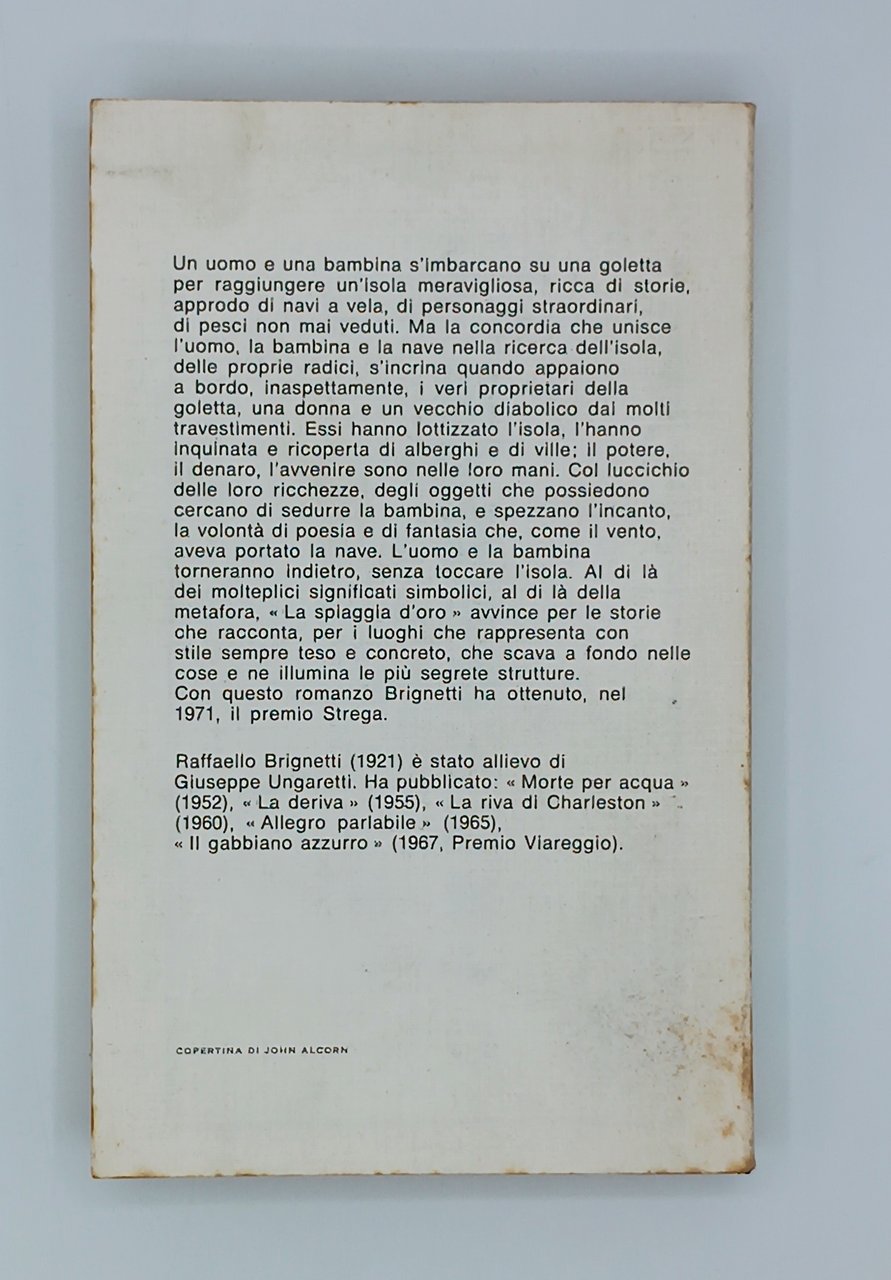 Un uomo e una bambina s'imbarcano su una goletta
per raggiungere un'isola meravigliosa, ricca di storie,
approdo di navi a vela, di personaggi straordinari,
di pesci non mai veduti. Ma la concordia che unisce
l'uomo, la bambina e la nave nella ricerca dell'isola,
delle proprie radici, s'incrina quando appaiono
a bordo, inaspettamente, i veri proprietari della
goletta, una donna e un vecchio diabolico dai molti
travestimenti. Essi hanno lottizzato l'isola, l'hanno
inquinata e ricoperta di alberghi e di ville; il potere,
il denaro, l'avvenire sono nelle loro mani. Col luccichio
delle loro ricchezze, degli oggetti che possiedono
cercano di sedurre la bambina, e spezzano l'incanto,
la volontà di poesia e di fantasia che, come il vento,
aveva portato la nave. L'uomo e la bambina
torneranno indietro, senza toccare l'isola. Al di là
dei molteplici significati simbolici, al di là della
metafora, « La spiaggia d'oro » avvince per le storie
che racconta, per i luoghi che rappresenta con
stile sempre teso e concreto, che scava a fondo nelle
cose e ne illumina le più segrete strutture.
Con questo romanzo Brignetti ha ottenuto, nel
1971, il premio Strega.
Raffaello Brignetti (1921) è stato allievo di
Giuseppe Ungaretti. Ha pubblicato: « Morte per acqua »
(1952), « La deriva » (1955), « La riva di Charleston »
(1960), « Allegro parlabile » (1965),
« Il gabbiano azzurro » (1967, Premio Viareggio).
COPERTINA DI JOHN ALCORN